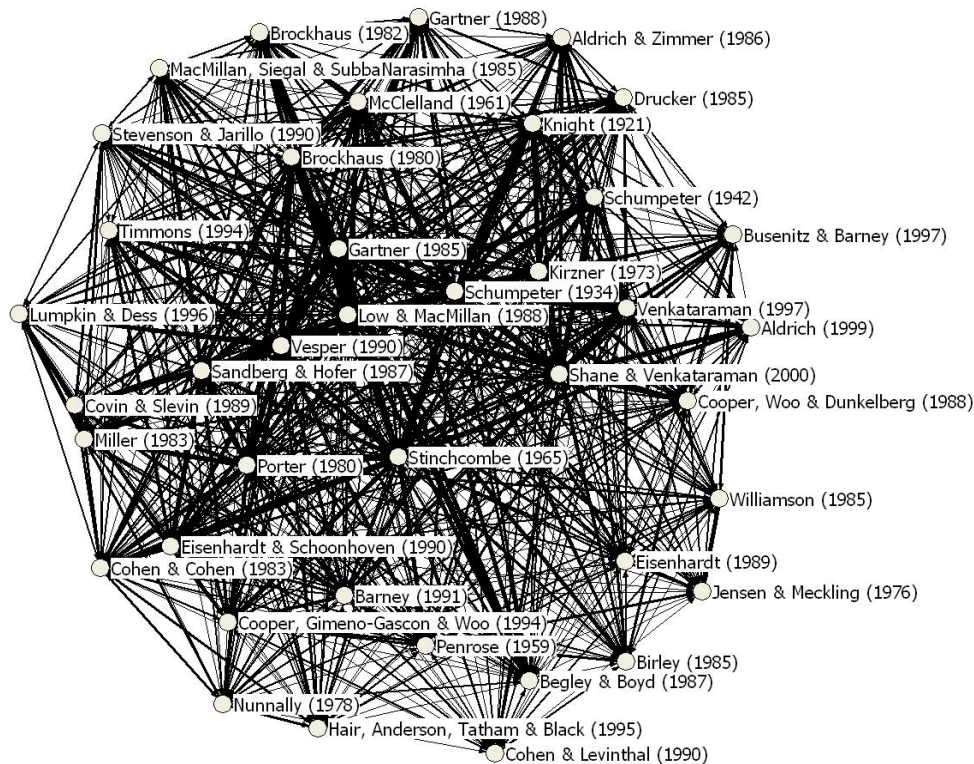 Gartner (1988)
Brockhaus (1982)
Aldrich & Zimmer (1986)
MacMillan, Siegal & SubbaNarasimha (1985)
McClelland (1961)
Drucker (1985)
Knight (1921)
Stevenson & Jarillo (1990)
Brockhaus (1980)
Schumpeter (1942)
Timmons (1994)
Busenitz & Barney (1997)
Gartner (1985)
Kirzner (1973)
Schumpeter (1934)
Venkataraman (1997)
Lumpkin & Dess (1996)
Low & MacMillan (1988)
Aldrich (1999)
Vesper (1990)
Sandberg & Hofer (1987)
Shane & Venkataraman (2000)
Cooper, Woo & Dunkelberg (1988)
Covin & Slevin (1989)
Miller (1983)
Porter (1980)
Stinchcombe (1965)
Williamson (1985)
Eisenhardt & Schoonhoven (1990)
Cohen & Cohen (1983)
Eisenhardt (1989)
Jensen & Meckling (1976)
Barney (1991)
Cooper, Gimeno-Gascon & Woo (1994)
Penrose (1959)
Birley (1985)
Begley & Boyd (1987)
Nunnally (1978)
Hair, Anderson, Tatham & Black (1995)
Cohen & Levinthal (1990)